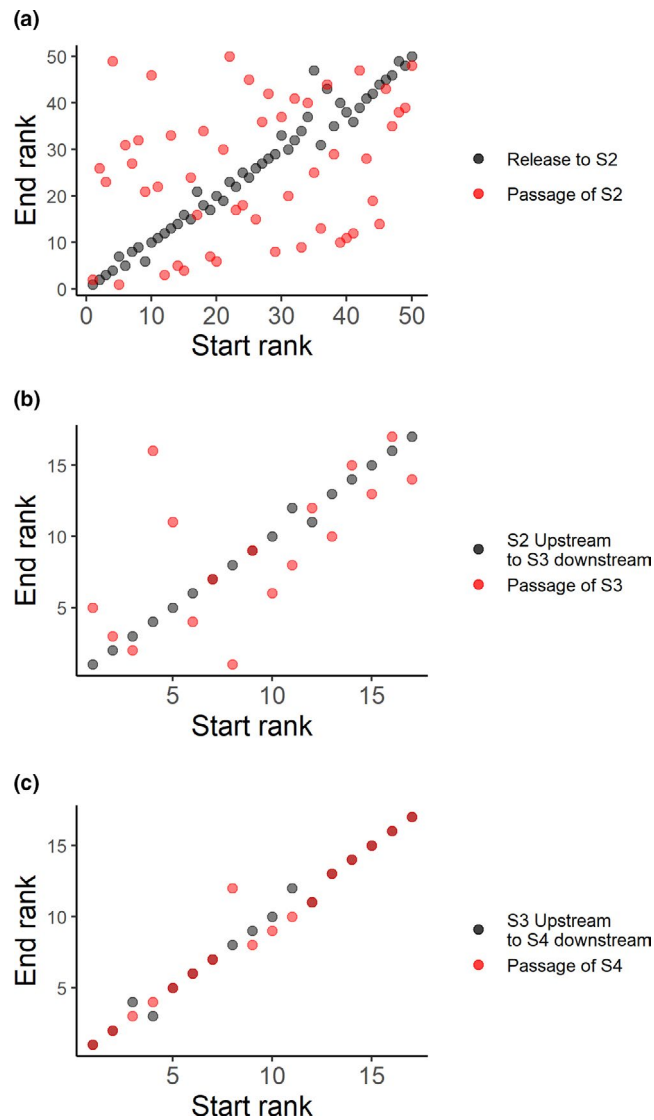 (a)
50
40
30
20
10
0
End rank
0 10 20 30 40 50
Start rank
Release to S2
Passage of S2
(b)
15
10
5
End rank
5 10 15
Start rank
S2 Upstream
to S3 downstream
Passage of S3
(c)
15
10
5
End rank
5 10 15
Start rank
S3 Upstream
to S4 downstream
Passage of S4